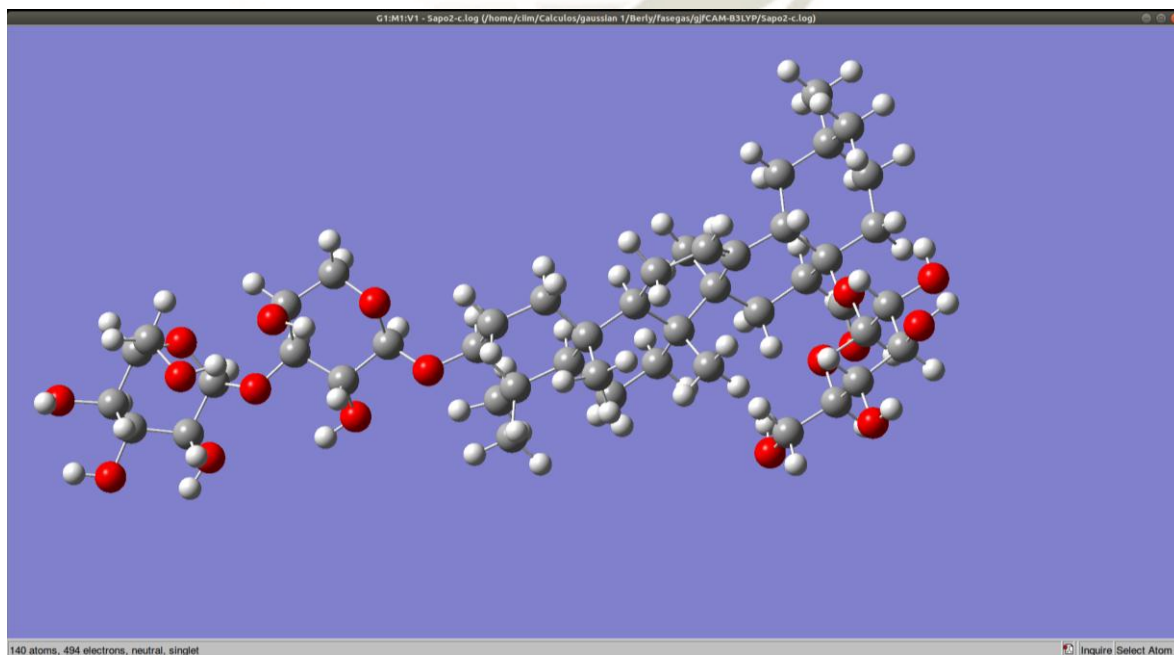 G1:M1:V1 - Sapo2-c.log (/home/ciim/Calculos/gaussian 1/Berly/fasegas/gjfCAM-B3LYP/Sapo2-c.log)
140 atoms, 494 electrons, neutral, singlet
Inquire Select Atom